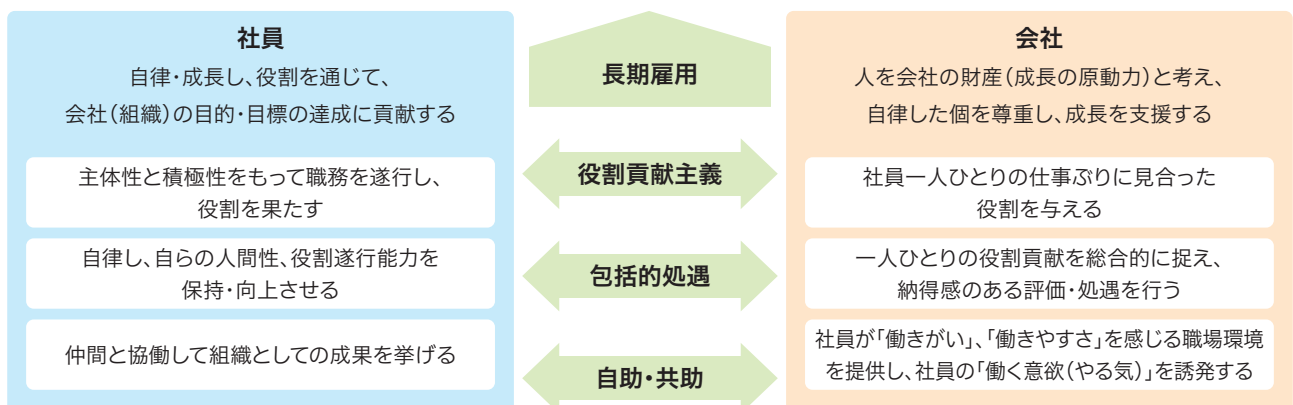 社員
自律・成長し、役割を通じて、
会社(組織)の目的・目標の達成に貢献する
主体性と積極性をもって職務を遂行し、
役割を果たす
自律し、自らの人間性、役割遂行能力を
保持・向上させる
仲間と協働して組織としての成果を挙げる
長期雇用
役割貢献主義
包括的処遇
自助・共助
会社
人を会社の財産(成長の原動力)と考え、
自律した個を尊重し、成長を支援する
社員一人ひとりの仕事ぶりに見合った
役割を与える
一人ひとりの役割貢献を総合的に捉え、
納得感のある評価・処遇を行う
社員が「働きがい」、「働きやすさ」を感じる職場環境
を提供し、社員の「働く意欲(やる気)」を誘発する